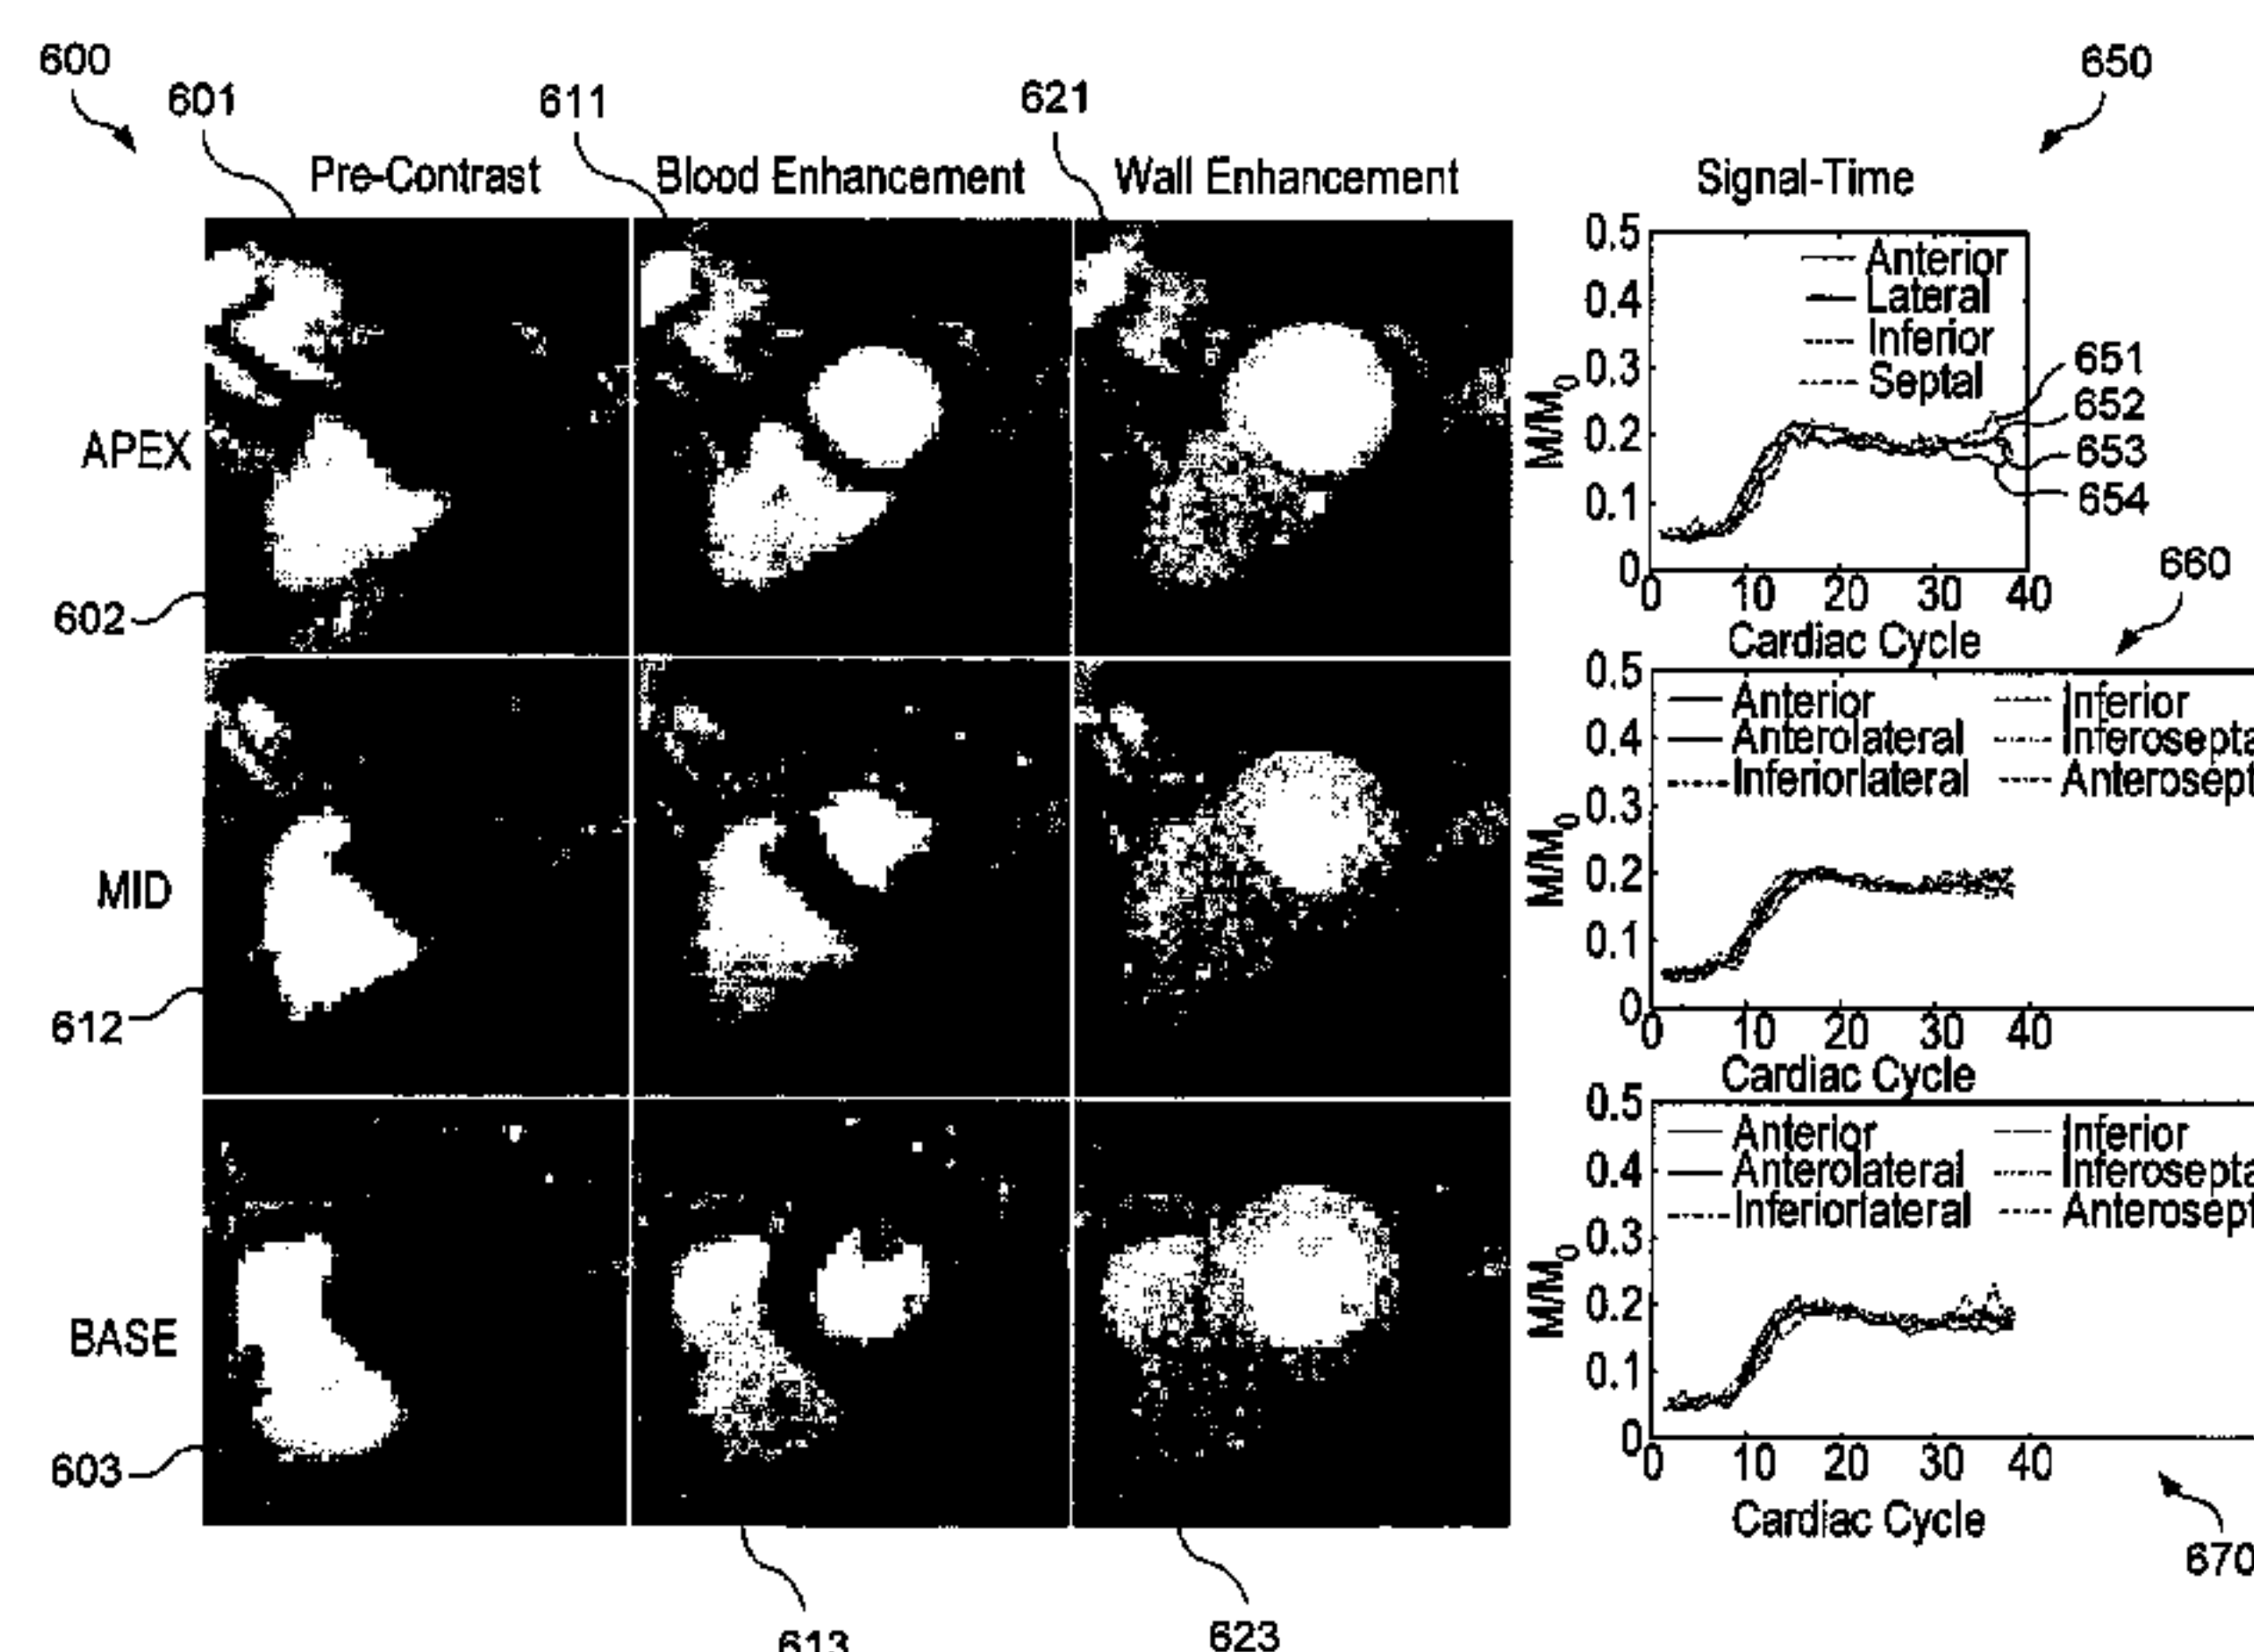 600
601
611
621
650
Pre-Contrast
Blood Enhancement
Wall Enhancement
Signal-Time
APEX
602
M/M0
0.5
0.4
0.3
0.2
0.1
0
Anterior
Lateral
Inferior
Septal
651
652
653
654
0 10 20 30 40
Cardiac Cycle
660
MID
612
M/M0
0.5
0.4
0.3
0.2
0.1
0
Anterior Inferior
Anterolateral Inferosepta
Inferiorlateral Anterosept
0 10 20 30 40
Cardiac Cycle
BASE
603
M/M0
0.5
0.4
0.3
0.2
0.1
0
Anterior Inferior
Anterolateral Inferosepta
Inferiorlateral Anterosept
0 10 20 30 40
Cardiac Cycle
670
613
623